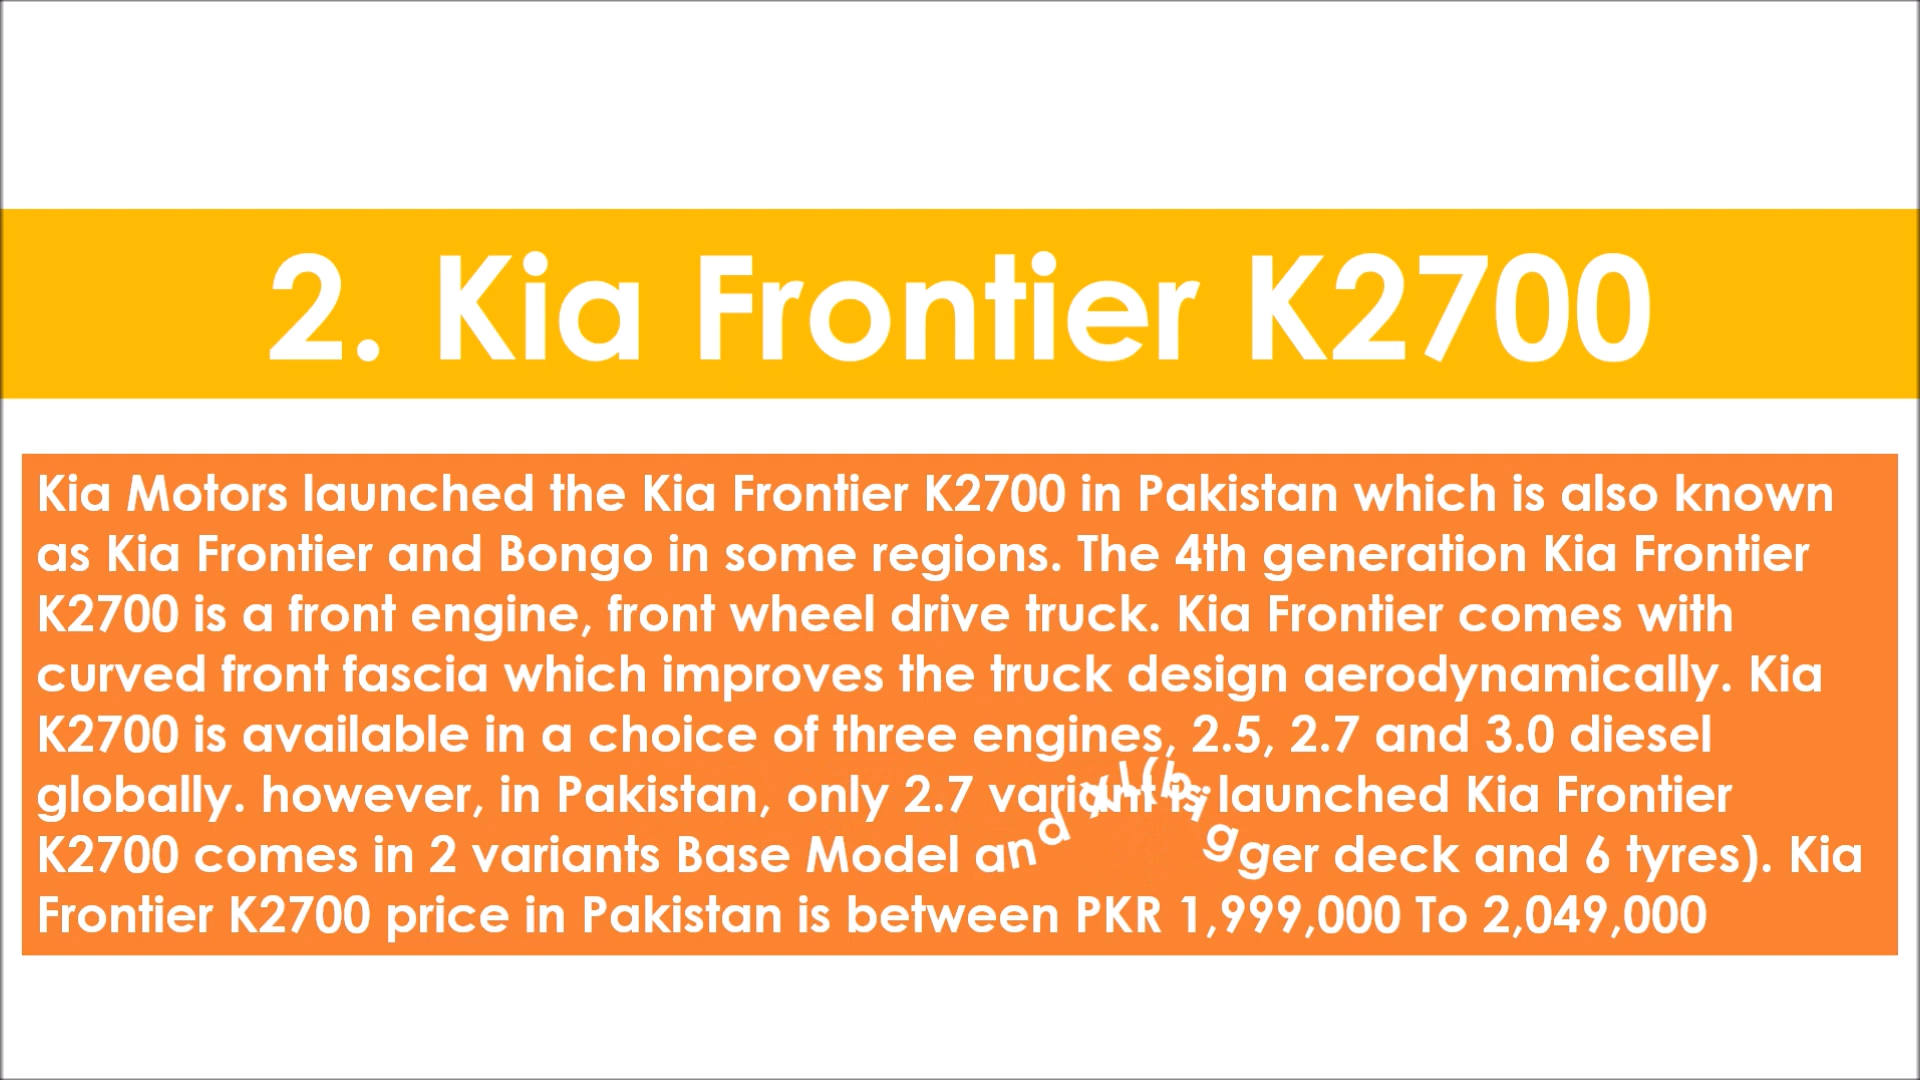 2. Kia Frontier K2700
Kia Motors launched the Kia Frontier K2700 in Pakistan which is also known
as Kia Frontier and Bongo in some regions. The 4th generation Kia Frontier
K2700 is a front engine, front wheel drive truck. Kia Frontier comes with
curved front fascia which improves the truck design aerodynamically. Kia
K2700 is available in a choice of three engines, 2.5, 2.7 and 3.0 diesel
globally. however, in Pakistan, only 2.7 variant is launched Kia Frontier
K2700 comes in 2 variants Base Model and Xl(bigger deck and 6 tyres). Kia
Frontier K2700 price in Pakistan is between PKR 1,999,000 To 2,049,000